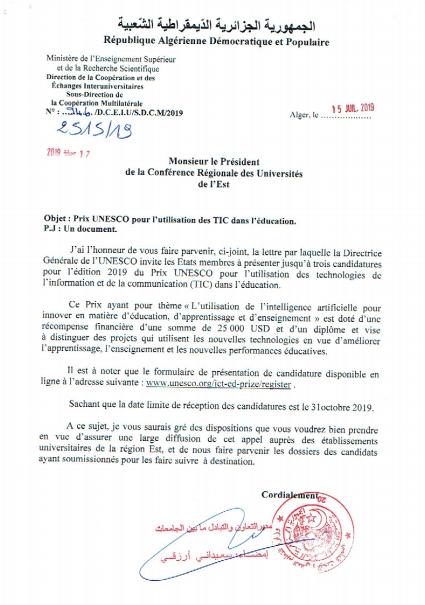 الجمهورية الجزائرية الديمقراطية الشعبية
République Algérienne Démocratique et Populaire
Ministère de l'Enseignement Supérieur
et de la Recherche Scientifique
Direction de la Coopération et des
Échanges Interuniversitaires
Sous-Direction de
la Coopération Multilatérale
N° : ..946../D.C.E.I.U/S.D.C.M/2019
Alger, le ... 15 JUIL 2019
2515/19
2019 17
Monsieur le Président
de la Conférence Régionale des Universités
de l'Est
Objet : Prix UNESCO pour l'utilisation des TIC dans l'éducation.
P.J : Un document.
J'ai l'honneur de vous faire parvenir, ci-joint, la lettre par laquelle la Directrice
Générale de l'UNESCO invite les États membres à présenter jusqu'à trois candidatures
pour l'édition 2019 du Prix UNESCO pour l'utilisation des technologies de
l'information et de la communication (TIC) dans l'éducation.
Ce Prix ayant pour thème « L'utilisation de l'intelligence artificielle pour
innover en matière d'éducation, d'apprentissage et d'enseignement » est doté d'une
récompense financière d'une somme de 25 000 USD et d'un diplôme et vise
à distinguer des projets qui utilisent les nouvelles technologies en vue d'améliorer
l'apprentissage, l'enseignement et les nouvelles performances éducatives.
Il est à noter que le formulaire de présentation de candidature disponible en
ligne à l'adresse suivante : www.unesco.org/ict-ed-prize/register .
Sachant que la date limite de réception des candidatures est le 31octobre 2019.
A ce sujet, je vous saurais gré des dispositions que vous voudrez bien prendre
en vue d'assurer une large diffusion de cet appel auprès des établissements
universitaires de la région Est, et de nous faire parvenir les dossiers des candidats
ayant soumissionnés pour les faire suivre à destination.
Cordialement
مدير التعاون والتبادل ما بين الجامعات
إمضاء: سعيداني أرزقي